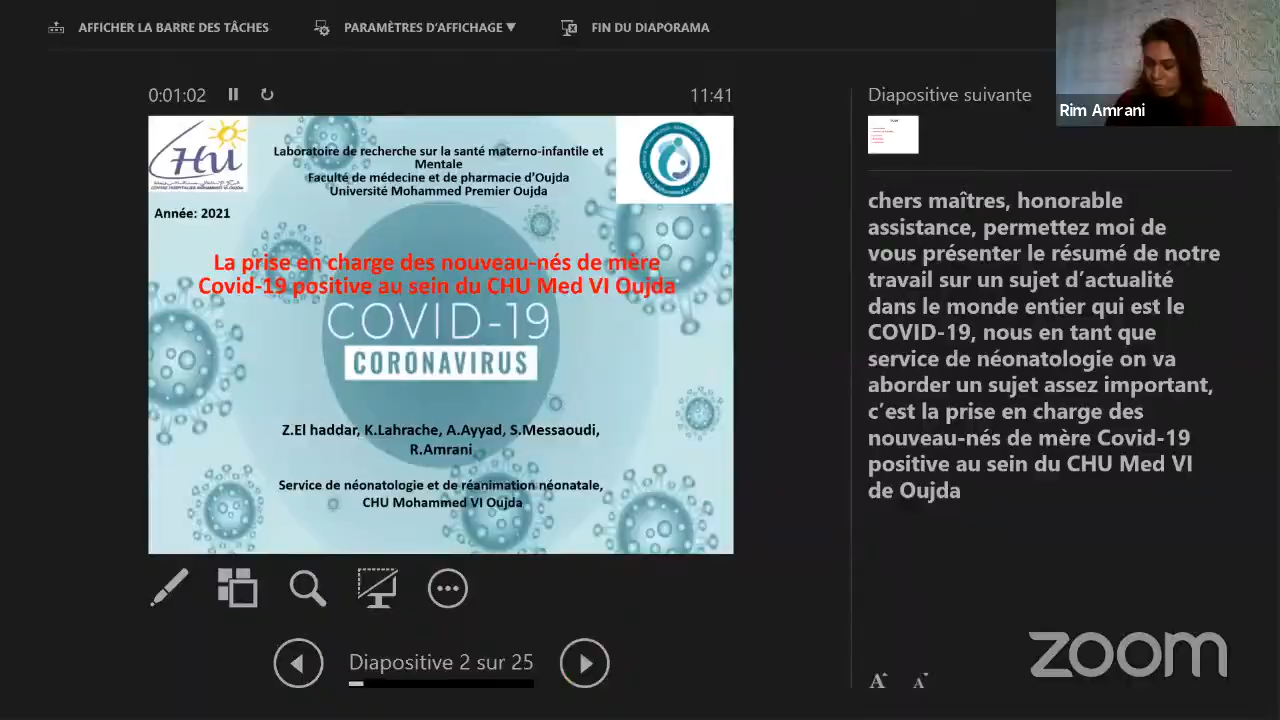 AFFICHER LA BARRE DES TÂCHES
PARAMÈTRES D'AFFICHAGE ▼
FIN DU DIAPORAMA
Rim Amrani
0:01:02
11:41
Diapositive suivante
Laboratoire de recherche sur la santé materno-infantile et
Mentale
Faculté de médecine et de pharmacie d'Oujda
Université Mohammed Premier Oujda
Année: 2021
La prise en charge des nouveau-nés de mère
Covid-19 positive au sein du CHU Med VI Oujda
COVID-19
CORONAVIRUS
Z.El haddar, K.Lahrache, A.Ayyad, S.Messaoudi,
R.Amrani
Service de néonatologie et de réanimation néonatale,
CHU Mohammed VI Oujda
chers maîtres, honorable
assistance, permettez moi de
vous présenter le résumé de notre
travail sur un sujet d'actualité
dans le monde entier qui est le
COVID-19, nous en tant que
service de néonatologie on va
aborder un sujet assez important,
c'est la prise en charge des
nouveau-nés de mère Covid-19
positive au sein du CHU Med VI
de Oujda
Diapositive 2 sur 25
A A
zoom